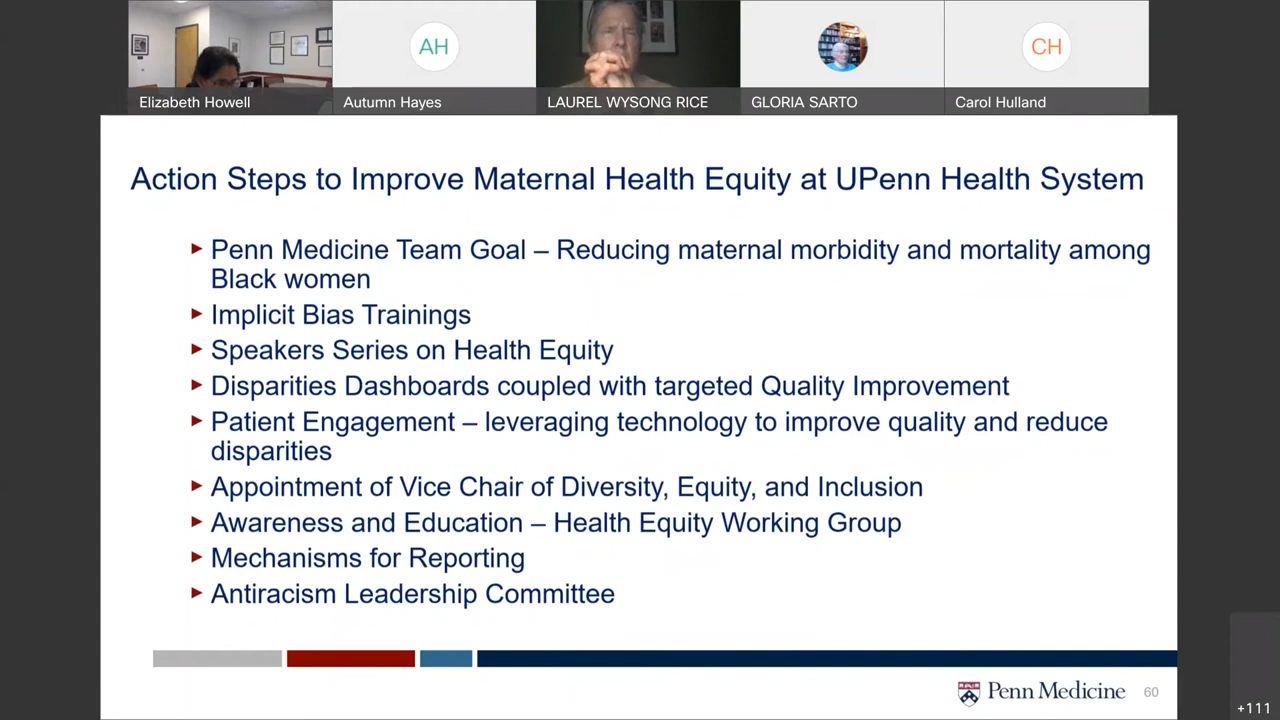 AH
CH
Elizabeth Howell
Autumn Hayes
LAUREL WYSONG RICE
GLORIA SARTO
Carol Hulland
Action Steps to Improve Maternal Health Equity at UPenn Health System
► Penn Medicine Team Goal – Reducing maternal morbidity and mortality among
Black women
► Implicit Bias Trainings
► Speakers Series on Health Equity
► Disparities Dashboards coupled with targeted Quality Improvement
► Patient Engagement – leveraging technology to improve quality and reduce
disparities
► Appointment of Vice Chair of Diversity, Equity, and Inclusion
► Awareness and Education – Health Equity Working Group
► Mechanisms for Reporting
► Antiracism Leadership Committee
Penn Medicine
60
+111